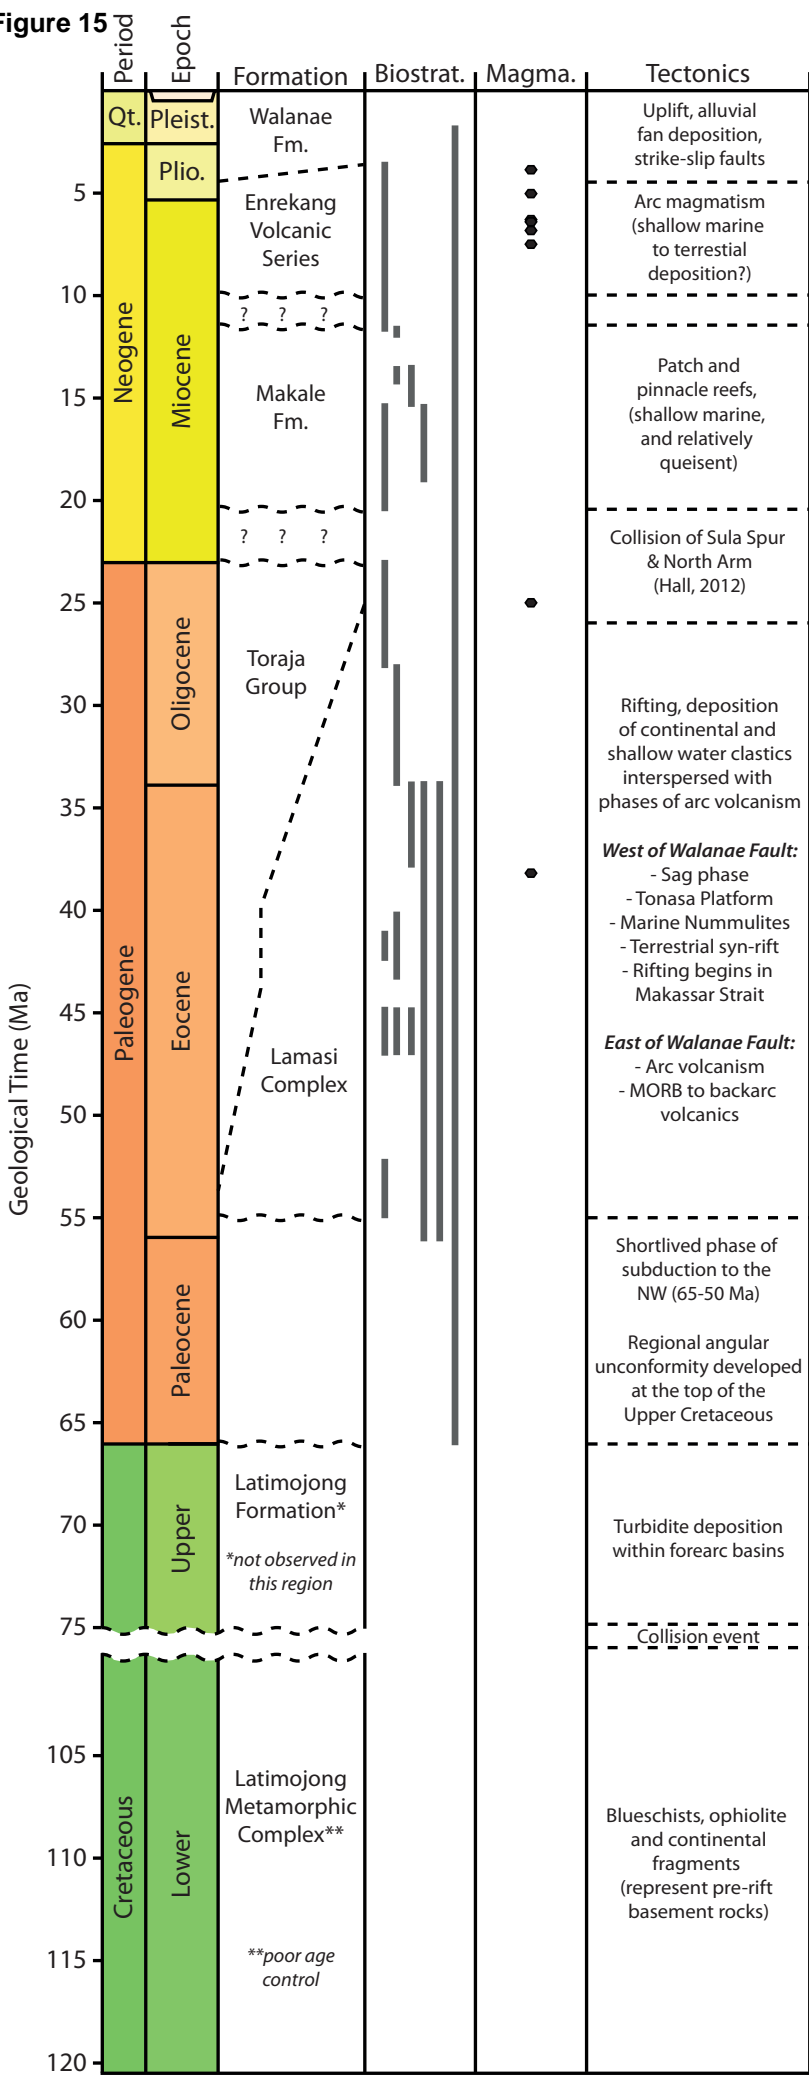 Figure 15
Period
Epoch
Formation
Biostrat.
Magma.
Tectonics
Geological Time (Ma)
5
10
15
20
25
30
35
40
45
50
55
60
65
70
75
105
110
115
120
Qt.
Neogene
Paleogene
Cretaceous
Pleist.
Plio.
Miocene
Oligocene
Eocene
Paleocene
Upper
Lower
Walanae
Fm.
Enrekang
Volcanic
Series
? ? ?
Makale
Fm.
? ? ?
Toraja
Group
Lamasi
Complex
Latimojong
Formation*
*not observed in
this region
Latimojong
Metamorphic
Complex**
**poor age
control
Uplift, alluvial
fan deposition,
strike-slip faults
Arc magmatism
(shallow marine
to terrestial
deposition?)
Patch and
pinnacle reefs,
(shallow marine,
and relatively
queisent)
Collision of Sula Spur
& North Arm
(Hall, 2012)
Rifting, deposition
of continental and
shallow water clastics
interspersed with
phases of arc volcanism
West of Walanae Fault:
- Sag phase
- Tonasa Platform
- Marine Nummulites
- Terrestrial syn-rift
- Rifting begins in
Makassar Strait
East of Walanae Fault:
- Arc volcanism
- MORB to backarc
volcanics
Shortlived phase of
subduction to the
NW (65-50 Ma)
Regional angular
unconformity developed
at the top of the
Upper Cretaceous
Turbidite deposition
within forearc basins
Collision event
Blueschists, ophiolite
and continental
fragments
(represent pre-rift
basement rocks)